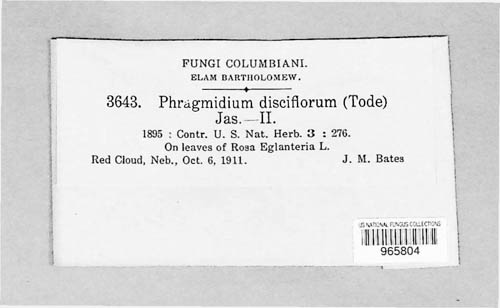 FUNGI COLUMBIANI.
ELAM BARTHOLOMEW.
3643. Phragmidium disciflorum (Tode)
Jas.—II.
1895 : Contr. U. S. Nat. Herb. 3 : 276.
On leaves of Rosa Eglanteria L.
Red Cloud, Neb., Oct. 6, 1911. J. M. Bates
US NATIONAL FUNGUS COLLECTIONS
965804